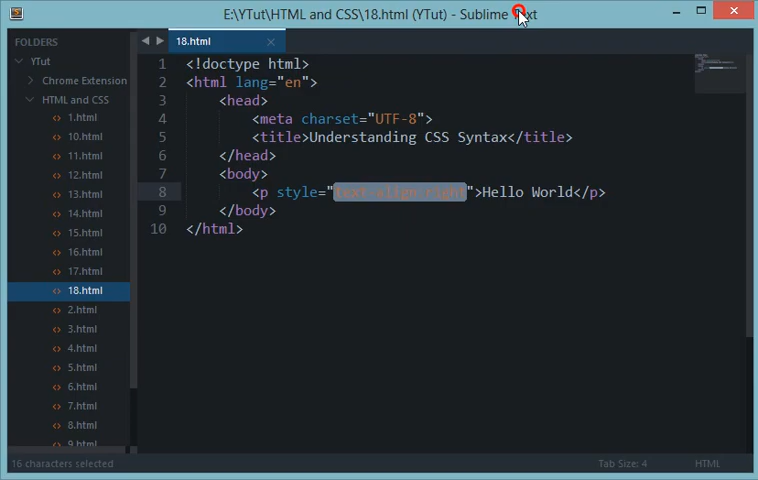 E:\YTut\HTML and CSS\18.html (YTut) - Sublime Text
FOLDERS
YTut
Chrome Extension
HTML and CSS
1.html
10.html
11.html
12.html
13.html
14.html
15.html
16.html
17.html
18.html
2.html
3.html
4.html
5.html
6.html
7.html
8.html
9.html
18.html
1 <!doctype html>
2 <html lang="en">
3 <head>
4 <meta charset="UTF-8">
5 <title>Understanding CSS Syntax</title>
6 </head>
7 <body>
8 <p style="text-align:right">Hello World</p>
9 </body>
10 </html>
16 characters selected
Tab Size: 4
HTML